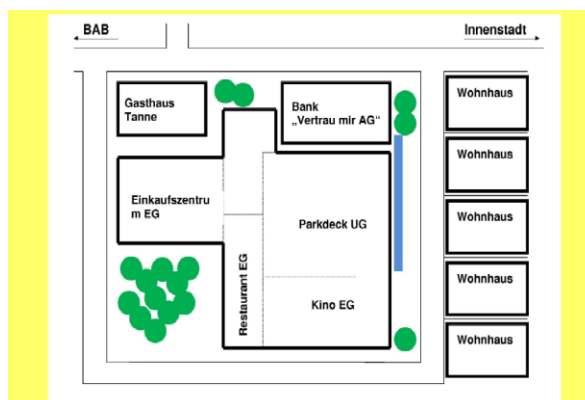 BAB
Innenstadt
Gasthaus
Tanne
Bank
„Vertrau mir AG“
Wohnhaus
Wohnhaus
Einkaufszentru
m EG
Parkdeck UG
Wohnhaus
Restaurant EG
Kino EG
Wohnhaus
Wohnhaus